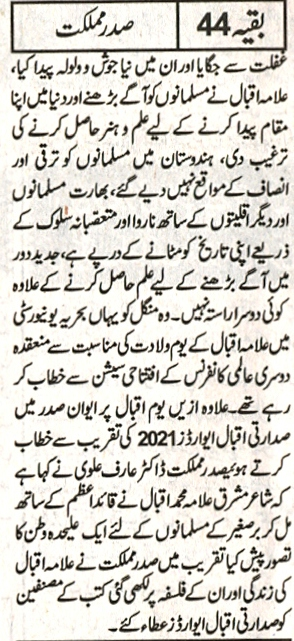 بقیہ 44 صدر مملکت
غفلت سے جگایا اور ان میں نیا جوش و ولولہ پیدا کیا،
علامہ اقبال نے مسلمانوں کو آگے بڑھنے اور دنیا میں اپنا
مقام پیدا کرنے کے لیے علم و ہنر حاصل کرنے کی
ترغیب دی، ہندوستان میں مسلمانوں کو ترقی اور
انصاف کے مواقع نہیں دیے گئے، بھارت مسلمانوں
اور دیگر اقلیتوں کے ساتھ ناروا اور متعصبانہ سلوک کے
ذریعے اپنی تاریخ کو مٹانے کے درپے ہے، جدید دور
میں آگے بڑھنے کے لیے علم حاصل کرنے کے علاوہ
کوئی دوسرا راستہ نہیں۔ وہ منگل کو یہاں بحریہ یونیورسٹی
میں علامہ اقبال کے یوم ولادت کی مناسبت سے منعقدہ
دوسری عالمی کانفرنس کے افتتاحی سیشن سے خطاب کر
رہے تھے۔ علاوہ ازیں یوم اقبال پر ایوان صدر میں
صدارتی اقبال ایوارڈز 2021 کی تقریب سے خطاب
کرتے ہوئیصدر مملکت ڈاکٹر عارف علوی نے کہا ہے
کہ شاعر مشرق علامہ محمد اقبال نے قائد اعظم کے ساتھ
مل کر برصغیر کے مسلمانوں کے لئے ایک علیحدہ وطن کا
تصور پیش کیا تقریب میں صدر مملکت نے علامہ اقبال
کی زندگی اور ان کے فلسفہ پر لکھی گئی کتب کے مصنفین
کو صدارتی اقبال ایوارڈز عطاء کئے۔